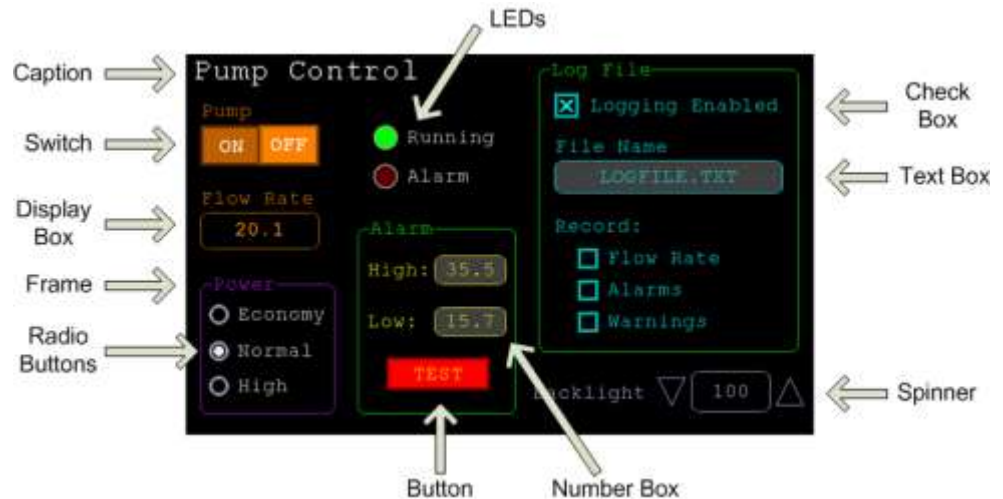 LEDs
Caption
Pump Control
Log File
Logging Enabled
Check
Box
Pump
Switch
ON OFF
Running
File Name
LOGFILE.TXT
Text Box
Alarm
Display
Box
Flow Rate
20.1
Record:
Flow Rate
Alarms
Warnings
Alarm
High: 35.5
Low: 15.7
TEST
Frame
Power
Radio
Buttons
Economy
Normal
High
Backlight 100
Spinner
Button
Number Box